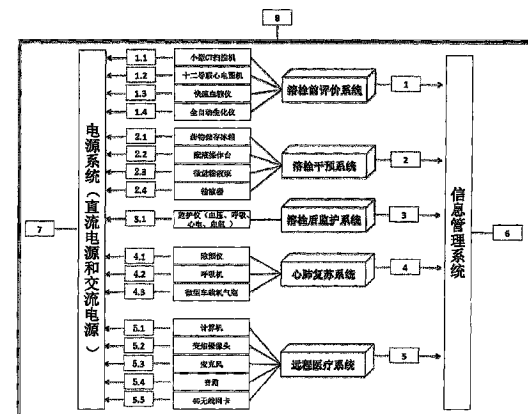 8
1.1 小型CT扫描机
1.2 十二导联心电图机
1.3 快速血糖仪
1.4 全自动生化仪
溶栓前评价系统
1
2.1 药物储存冰箱
2.2 配液操作台
2.3 微量输液泵
2.4 输液器
溶栓干预系统
2
3.1 监护仪（血压、呼吸、
心电、血氧）
溶栓后监护系统
3
4.1 除颤仪
4.2 呼吸机
4.3 微型车载氧气瓶
心肺复苏系统
4
5.1 计算机
5.2 变焦摄像头
5.3 麦克风
5.4 音箱
5.5 4G无线网卡
远程医疗系统
5
电源系统（直流电源和交流电源）
7
信息管理系统
6